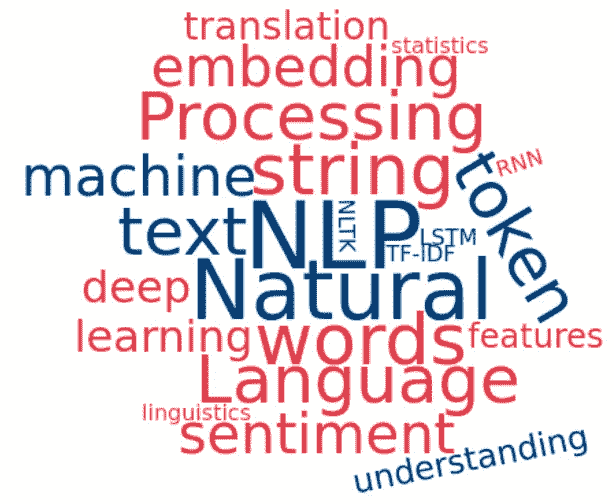 translation
statistics
embedding
Processing
machine
string
token
RNN
text
NLP
NLTK
LSTM
TF-IDF
Natural
deep
learning
words
features
Language
linguistics
sentiment
understanding